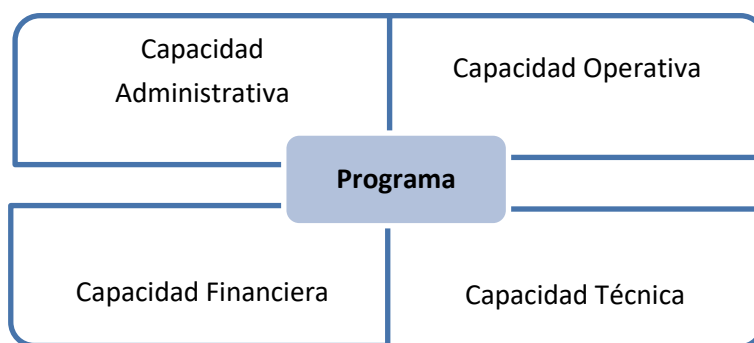 Capacidad
Administrativa
Capacidad Operativa
Programa
Capacidad Financiera
Capacidad Técnica